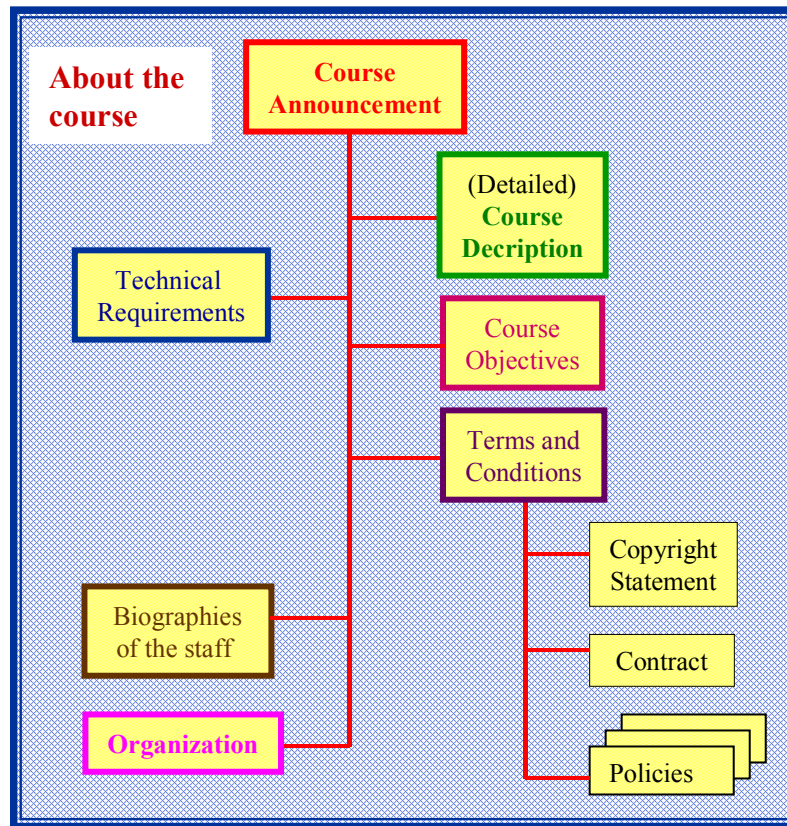 About the
course
Course
Announcement
(Detailed)
Course
Decription
Technical
Requirements
Course
Objectives
Terms and
Conditions
Copyright
Statement
Biographies
of the staff
Contract
Organization
Policies